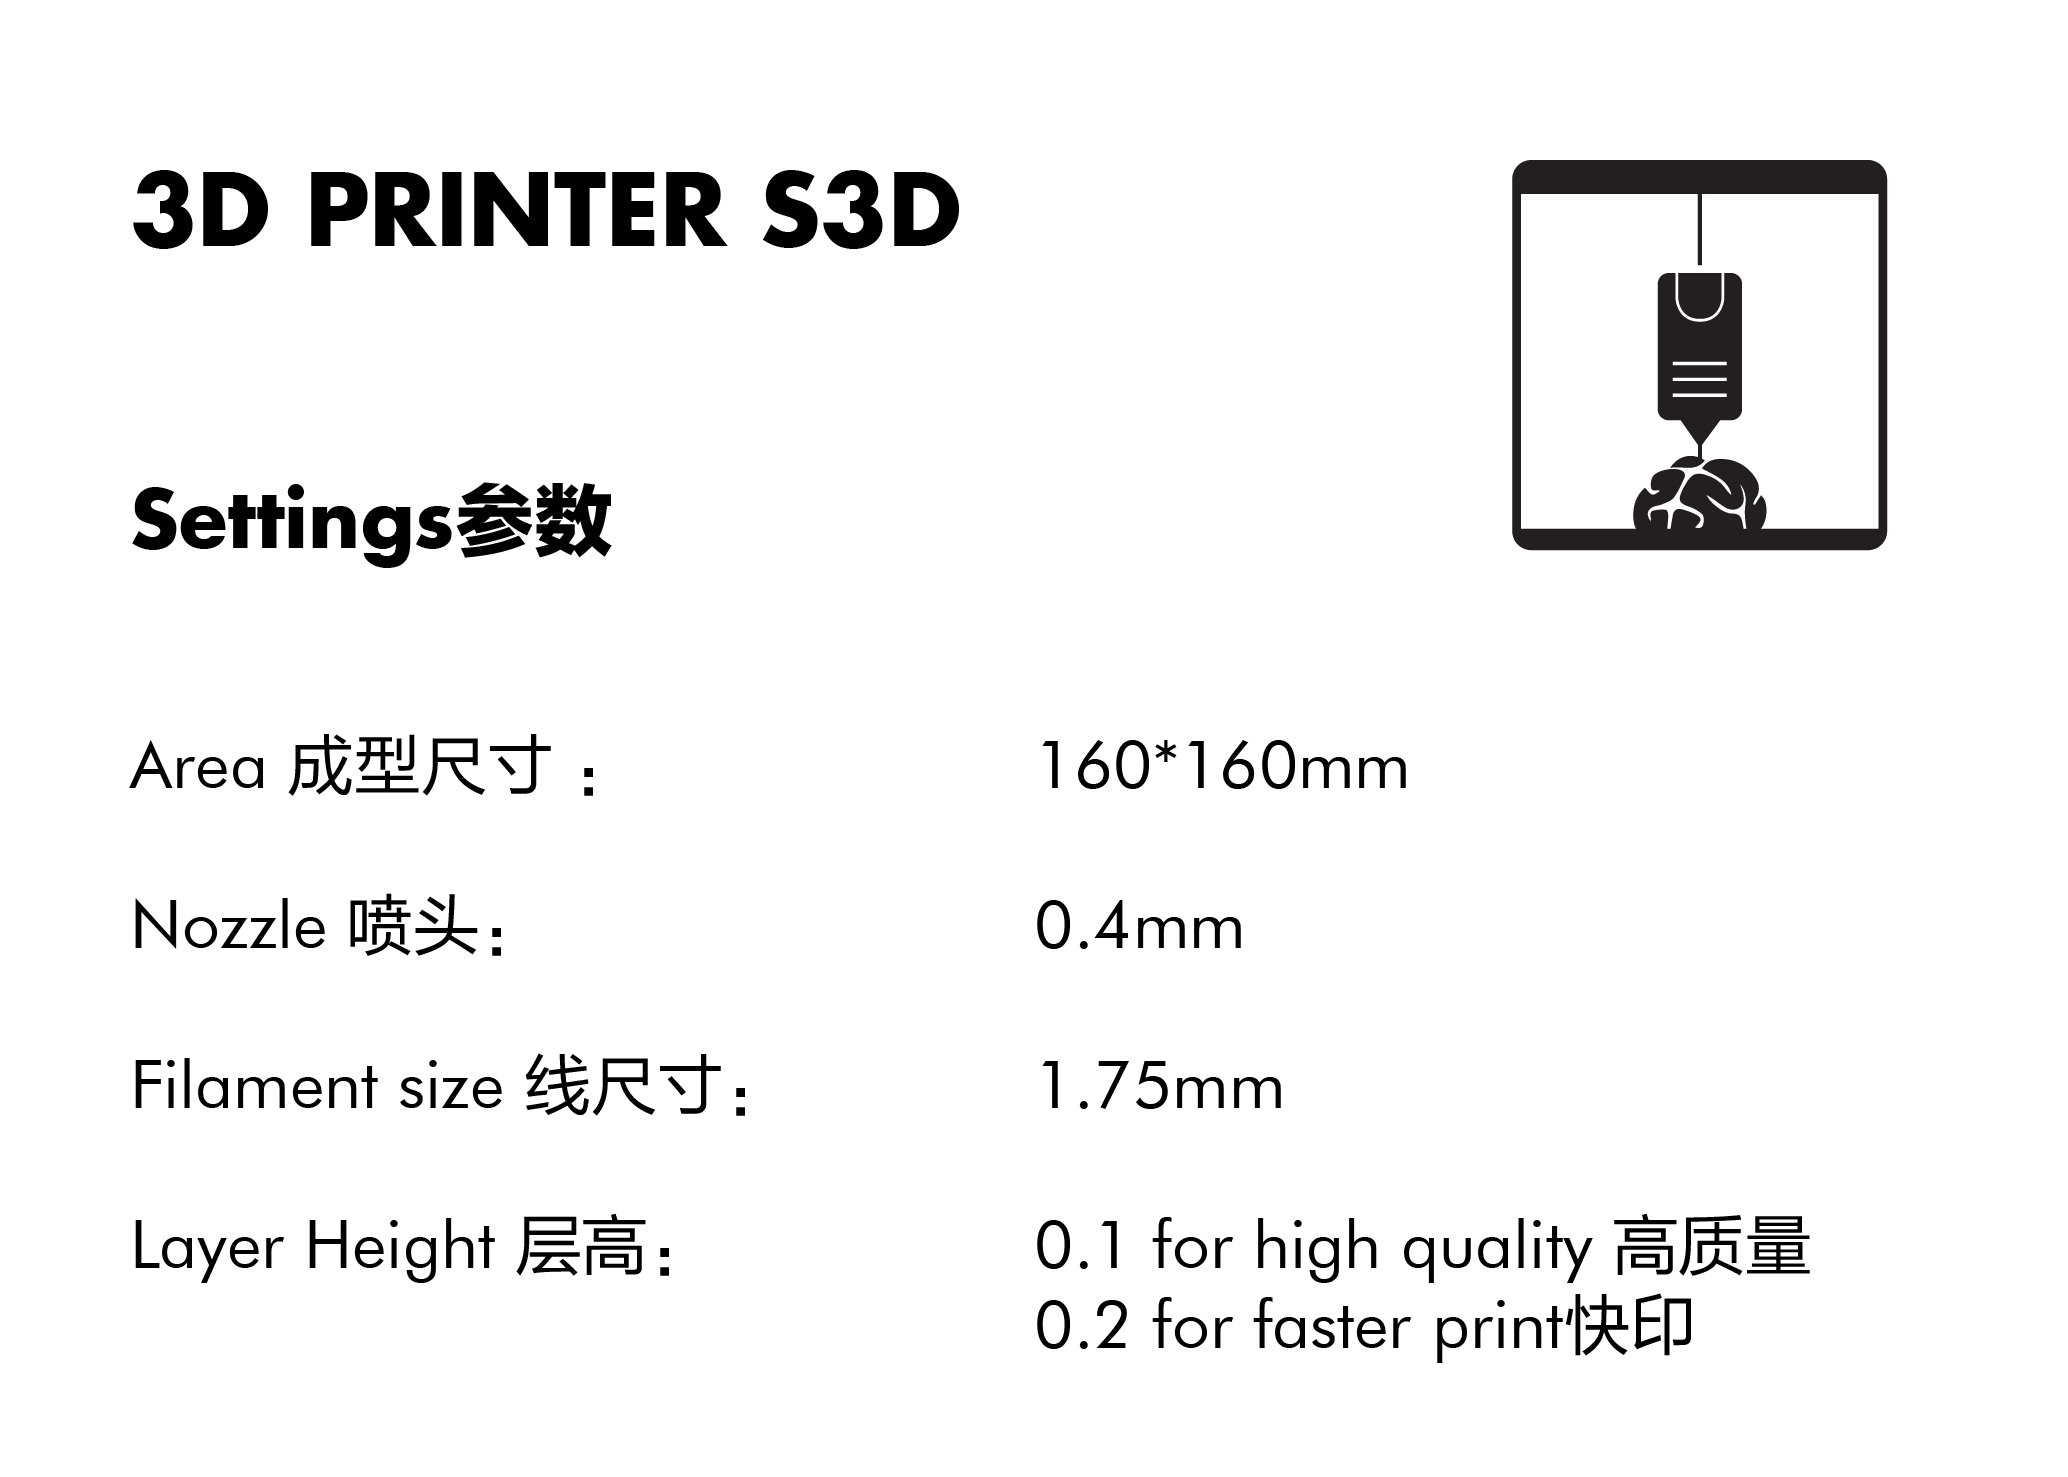 3D PRINTER S3D
Settings参数
Area 成型尺寸 : 160*160mm
Nozzle 喷头: 0.4mm
Filament size 线尺寸: 1.75mm
Layer Height 层高: 0.1 for high quality 高质量
0.2 for faster print快印